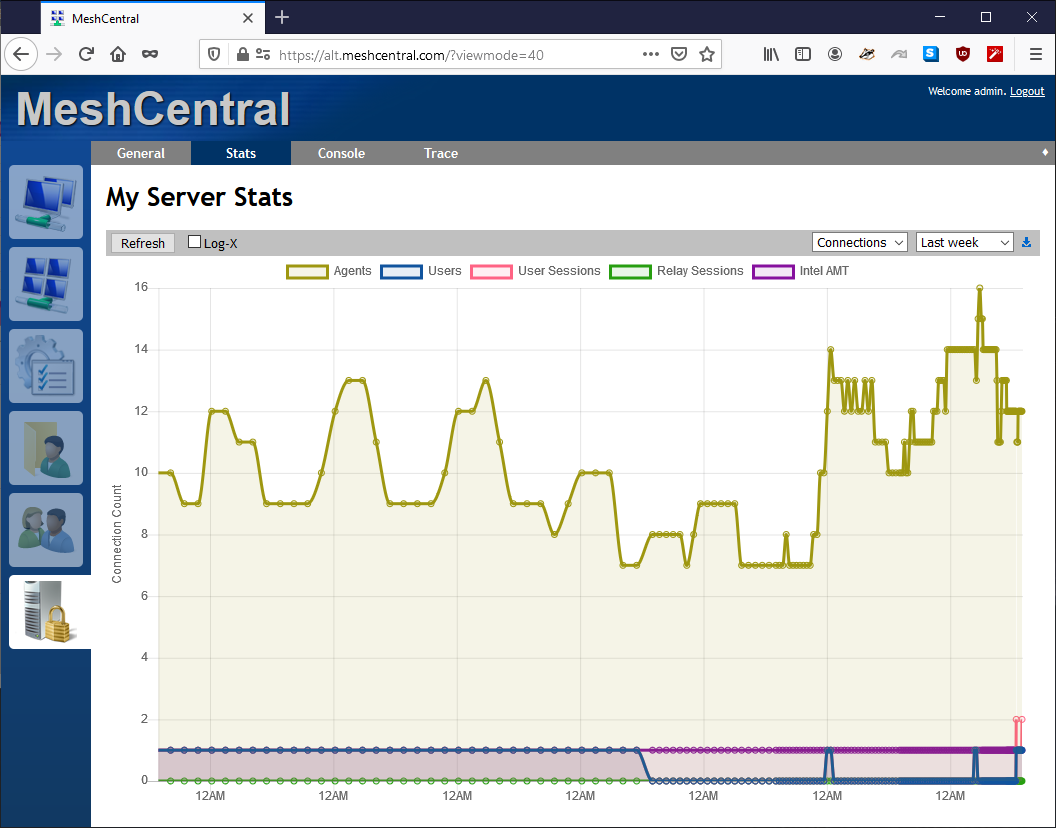 MeshCentral
https://alt.meshcentral.com/?viewmode=40
MeshCentral
Welcome admin. Logout
General Stats Console Trace
My Server Stats
Refresh Log-X Connections Last week
Agents Users User Sessions Relay Sessions Intel AMT
16
14
12
10
8
6
4
2
0
Connection Count
12AM 12AM 12AM 12AM 12AM 12AM 12AM